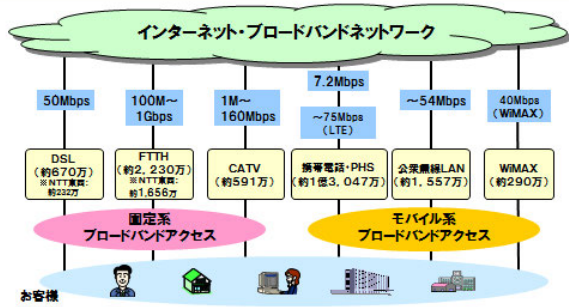 インターネット・ブロードバンドネットワーク
50Mbps
100M～
1Gbps
1M～
160Mbps
7.2Mbps
～75Mbps
(LTE)
～54Mbps
40Mbps
(WiMAX)
DSL
(約670万)
※NTT東西:
約232万
FTTH
(約2,230万)
※NTT東西:
約1,656万
CATV
(約591万)
携帯電話・PHS
(約1億3,047万)
公衆無線LAN
(約1,557万)
WiMAX
(約290万)
固定系
ブロードバンドアクセス
モバイル系
ブロードバンドアクセス
お客様